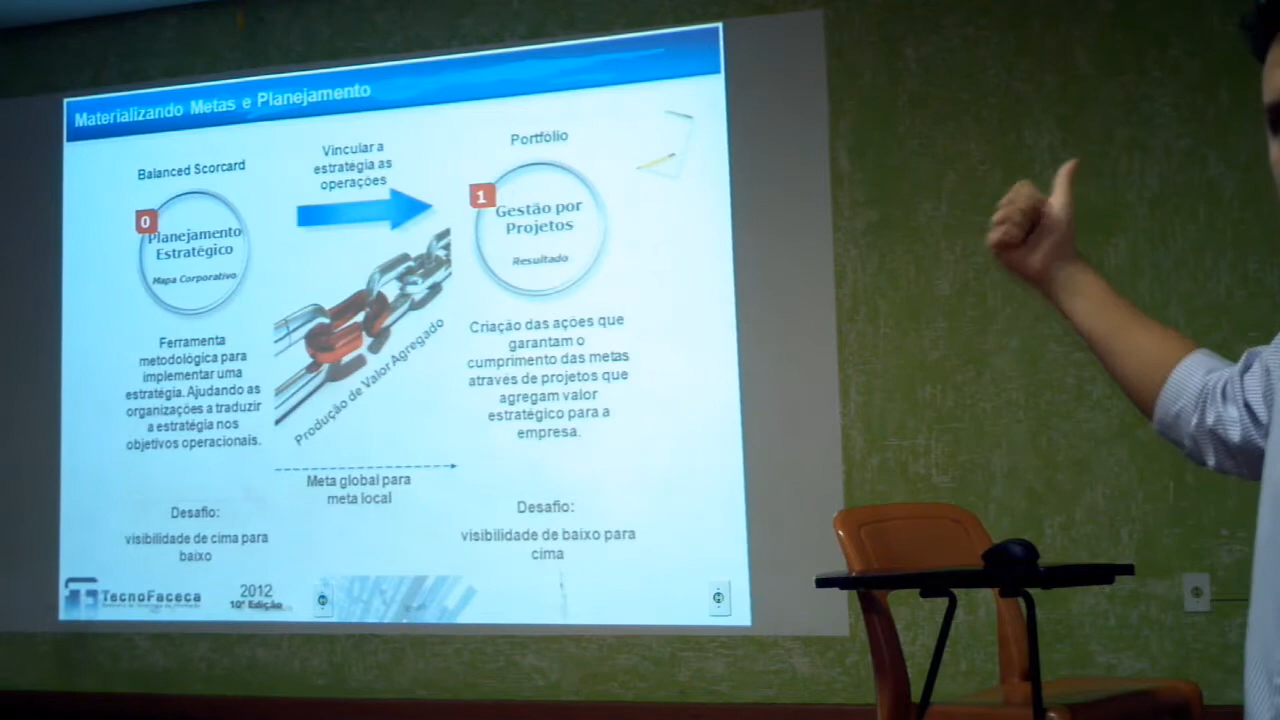 Materializando Metas e Planejamento
Balanced Scorcard
0
Planejamento
Estratégico
Mapa Corporativo
Ferramenta
metodológica para
implementar uma
estratégia. Ajudando as
organizações a traduzir
a estratégia nos
objetivos operacionais.
Desafio:
visibilidade de cima para
baixo
Vincular a
estratégia as
operações
Produção de Valor Agregado
Meta global para
meta local
Portfólio
1
Gestão por
Projetos
Resultado
Criação das ações que
garantam o
cumprimento das metas
através de projetos que
agregam valor
estratégico para a
empresa.
Desafio:
visibilidade de baixo para
cima
TecnoFaceca
2012
10ª Edição